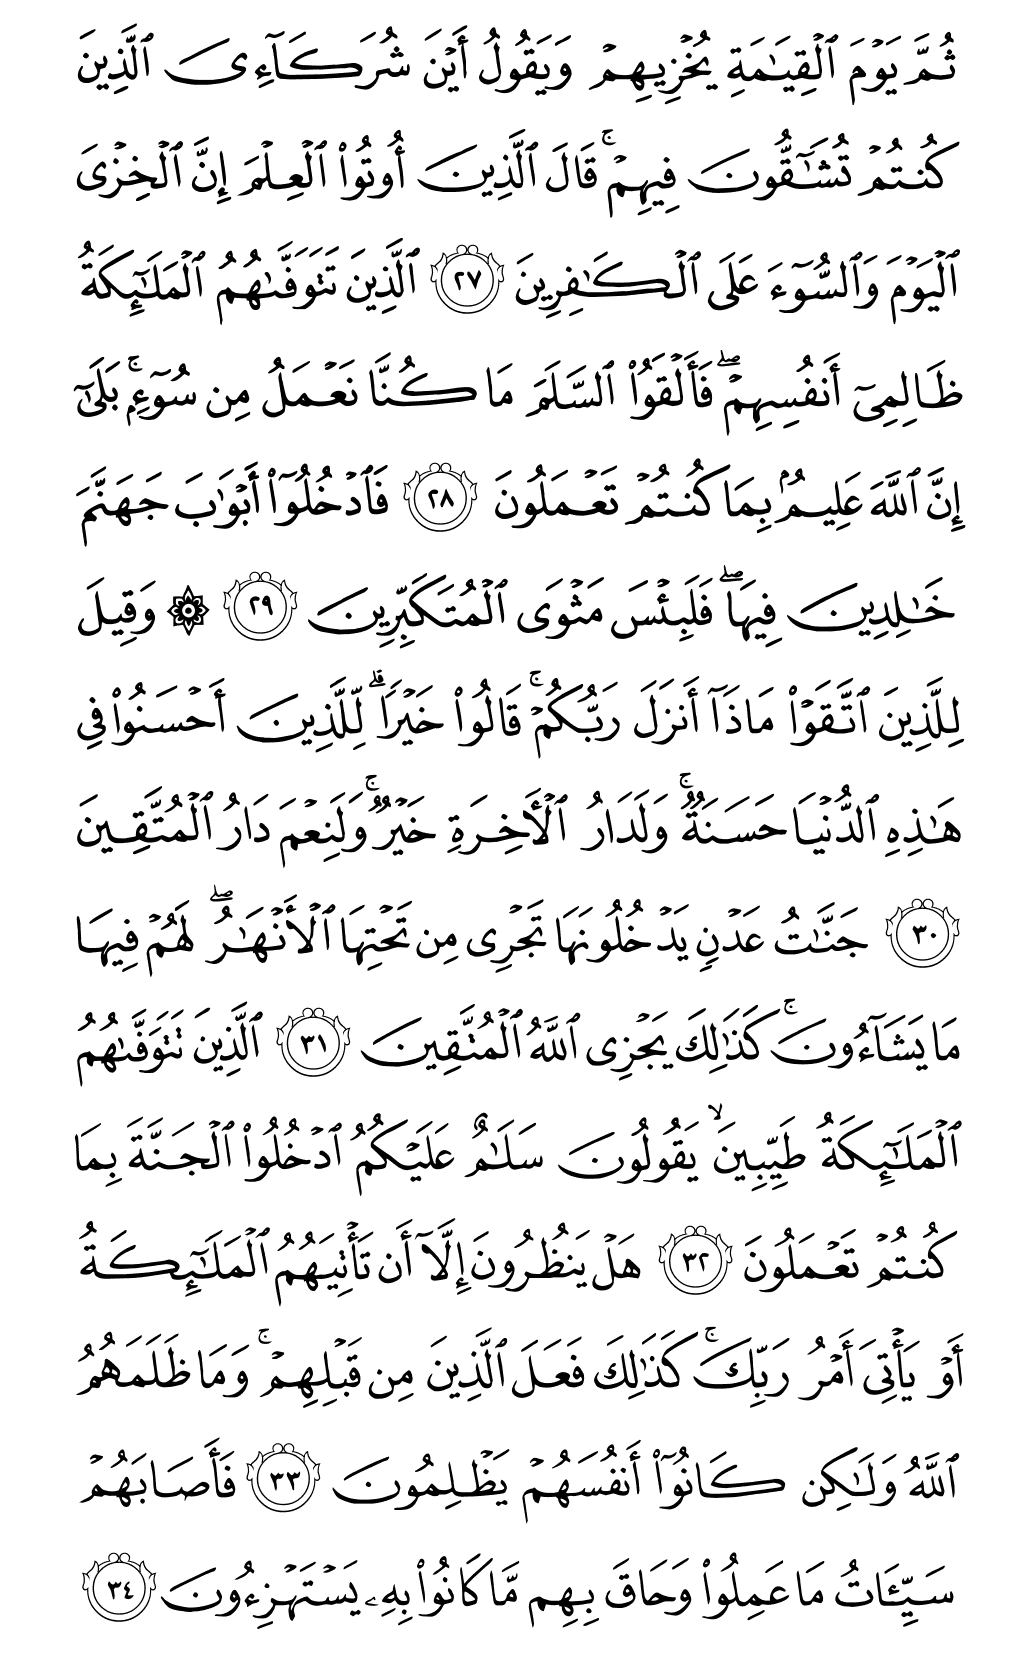 ثُمَّ يَوْمَ ٱلْقِيَـٰمَةِ يُخْزِيهِمْ وَيَقُولُ أَيْنَ شُرَكَآءِىَ ٱلَّذِينَ
كُنتُمْ تُشَـٰٓقُّونَ فِيهِمْ ۚ قَالَ ٱلَّذِينَ أُوتُوا۟ ٱلْعِلْمَ إِنَّ ٱلْخِزْىَ
ٱلْيَوْمَ وَٱلسُّوٓءَ عَلَى ٱلْكَـٰفِرِينَ ٢٧ ٱلَّذِينَ تَتَوَفَّىٰهُمُ ٱلْمَلَـٰٓئِكَةُ
ظَالِمِىٓ أَنفُسِهِمْ ۖ فَأَلْقَوُا۟ ٱلسَّلَمَ مَا كُنَّا نَعْمَلُ مِن سُوٓءٍۭ ۚ بَلَىٰٓ
إِنَّ ٱللَّهَ عَلِيمٌۢ بِمَا كُنتُمْ تَعْمَلُونَ ٢٨ فَٱدْخُلُوٓا۟ أَبْوَٰبَ جَهَنَّمَ
خَـٰلِدِينَ فِيهَا ۖ فَلَبِئْسَ مَثْوَى ٱلْمُتَكَبِّرِينَ ٢٩ ۞ وَقِيلَ
لِلَّذِينَ ٱتَّقَوْا۟ مَاذَآ أَنزَلَ رَبُّكُمْ ۚ قَالُوا۟ خَيْرًا ۗ لِّلَّذِينَ أَحْسَنُوا۟ فِى
هَـٰذِهِ ٱلدُّنْيَا حَسَنَةٌ ۚ وَلَدَارُ ٱلْـَٔاخِرَةِ خَيْرٌ ۚ وَلَنِعْمَ دَارُ ٱلْمُتَّقِينَ
٣٠ جَنَّـٰتُ عَدْنٍ يَدْخُلُونَهَا تَجْرِى مِن تَحْتِهَا ٱلْأَنْهَـٰرُ ۖ لَهُمْ فِيهَا
مَا يَشَآءُونَ ۚ كَذَٰلِكَ يَجْزِى ٱللَّهُ ٱلْمُتَّقِينَ ٣١ ٱلَّذِينَ تَتَوَفَّىٰهُمُ
ٱلْمَلَـٰٓئِكَةُ طَيِّبِينَ ۙ يَقُولُونَ سَلَـٰمٌ عَلَيْكُمُ ٱدْخُلُوا۟ ٱلْجَنَّةَ بِمَا
كُنتُمْ تَعْمَلُونَ ٣٢ هَلْ يَنظُرُونَ إِلَّآ أَن تَأْتِيَهُمُ ٱلْمَلَـٰٓئِكَةُ
أَوْ يَأْتِىَ أَمْرُ رَبِّكَ ۚ كَذَٰلِكَ فَعَلَ ٱلَّذِينَ مِن قَبْلِهِمْ ۚ وَمَا ظَلَمَهُمُ
ٱللَّهُ وَلَـٰكِن كَانُوٓا۟ أَنفُسَهُمْ يَظْلِمُونَ ٣٣ فَأَصَابَهُمْ
سَيِّـَٔاتُ مَا عَمِلُوا۟ وَحَاقَ بِهِم مَّا كَانُوا۟ بِهِۦ يَسْتَهْزِءُونَ ٣٤